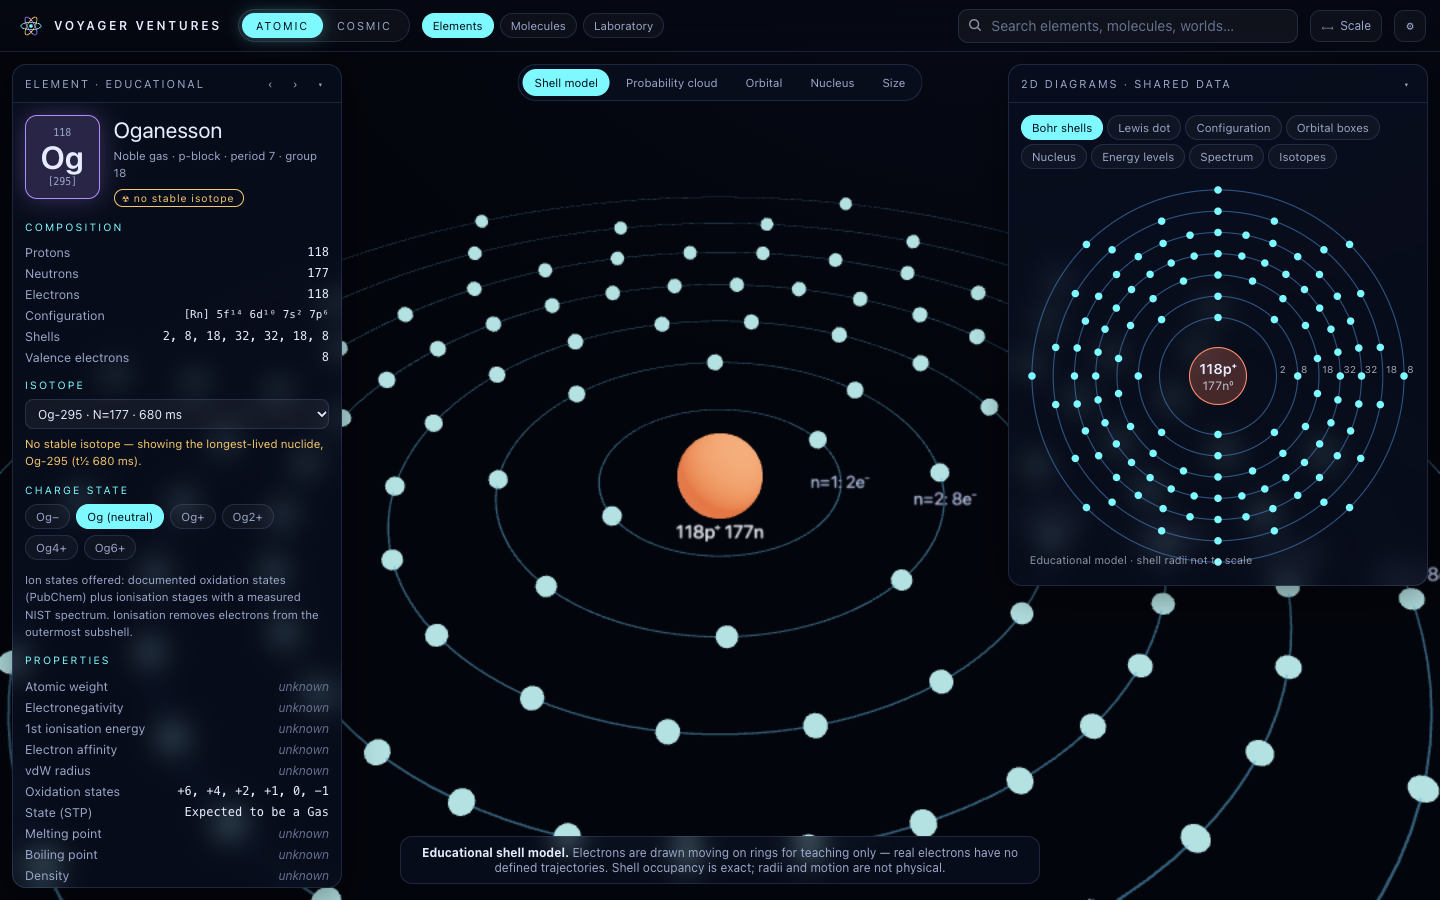 VOYAGER VENTURES
ATOMIC COSMIC
Elements Molecules Laboratory
Search elements, molecules, worlds...
Scale
ELEMENT · EDUCATIONAL
118
Og
[295]
Oganesson
Noble gas · p-block · period 7 · group
18
☢ no stable isotope
COMPOSITION
Protons 118
Neutrons 177
Electrons 118
Configuration [Rn] 5f¹⁴ 6d¹⁰ 7s² 7p⁶
Shells 2, 8, 18, 32, 32, 18, 8
Valence electrons 8
ISOTOPE
Og-295 · N=177 · 680 ms
No stable isotope — showing the longest-lived nuclide,
Og-295 (t½ 680 ms).
CHARGE STATE
Og− Og (neutral) Og+ Og2+
Og4+ Og6+
Ion states offered: documented oxidation states
(PubChem) plus ionisation stages with a measured
NIST spectrum. Ionisation removes electrons from the
outermost subshell.
PROPERTIES
Atomic weight unknown
Electronegativity unknown
1st ionisation energy unknown
Electron affinity unknown
vdW radius unknown
Oxidation states +6, +4, +2, +1, 0, −1
State (STP) Expected to be a Gas
Melting point unknown
Boiling point unknown
Density unknown
Shell model Probability cloud Orbital Nucleus Size
n=1: 2e⁻
n=2: 8e⁻
118p⁺ 177n
Educational shell model. Electrons are drawn moving on rings for teaching only — real electrons have no
defined trajectories. Shell occupancy is exact; radii and motion are not physical.
2D DIAGRAMS · SHARED DATA
Bohr shells Lewis dot Configuration Orbital boxes
Nucleus Energy levels Spectrum Isotopes
118p⁺
177n⁰
2 8 18 32 32 18 8
Educational model · shell radii not to scale
8